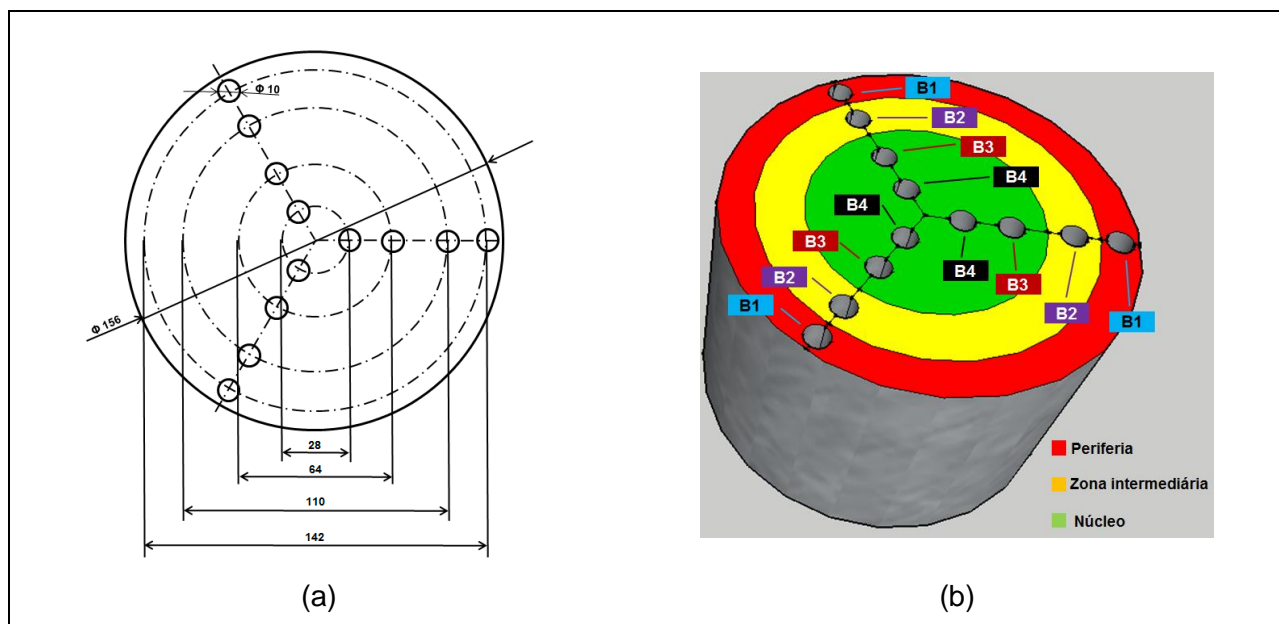 Φ 10
Φ 156
28
64
110
142
(a)
B1
B2
B3
B4
B4
B3
B2
B1
B4
B3
B2
B1
Periferia
Zona intermediária
Núcleo
(b)